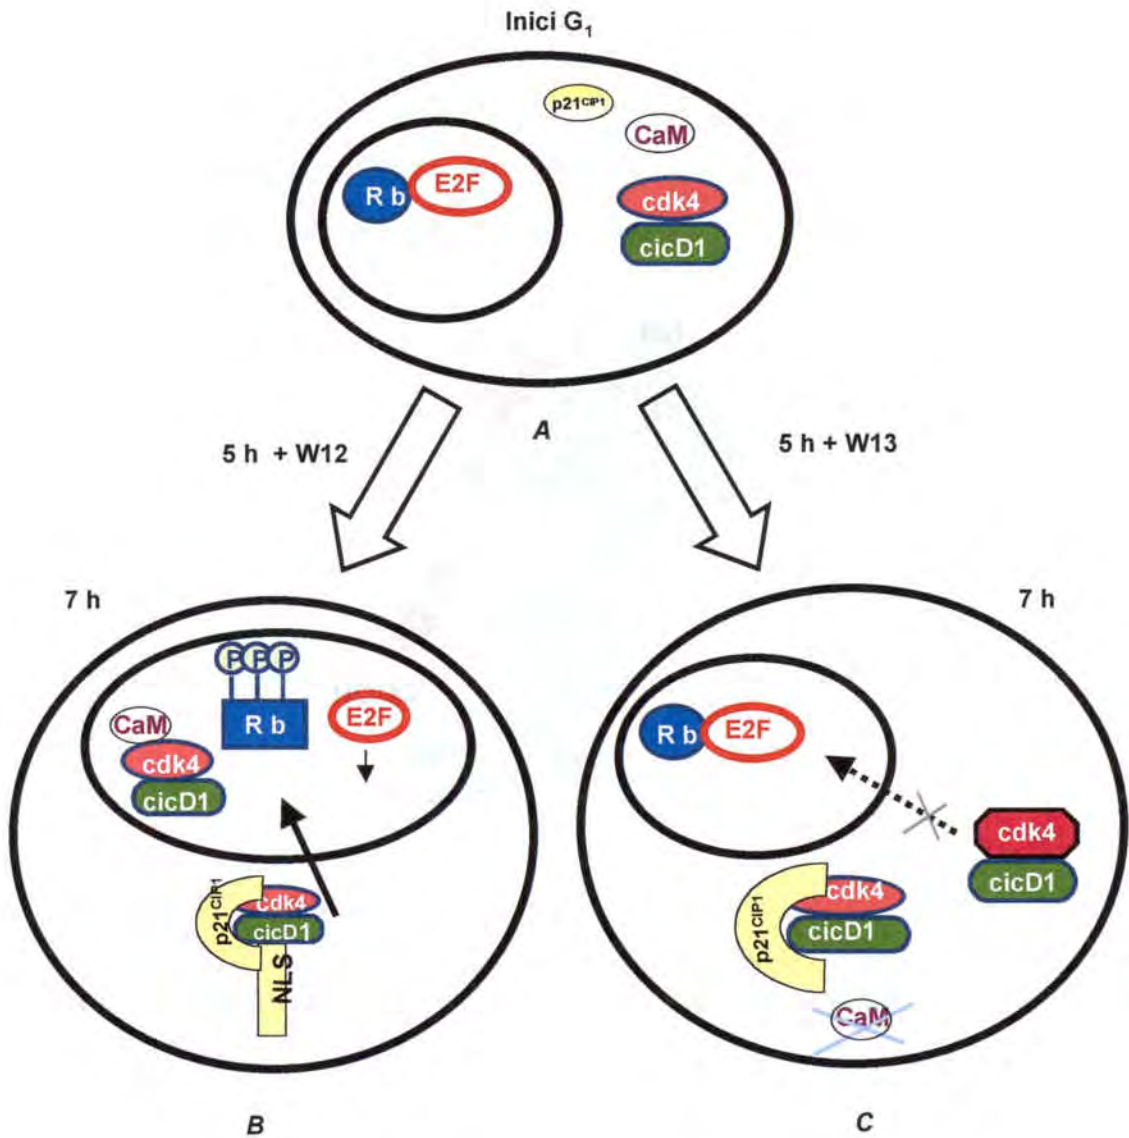 Inici G₁
p21ᶜᴵᴾ¹
CaM
R b
E2F
cdk4
cicD1
A
5 h + W12
5 h + W13
7 h
P P P
CaM
R b
E2F
cdk4
cicD1
p21ᶜᴵᴾ¹
cdk4
cicD1
NLS
B
7 h
R b
E2F
cdk4
cicD1
p21ᶜᴵᴾ¹
cdk4
cicD1
CaM
C